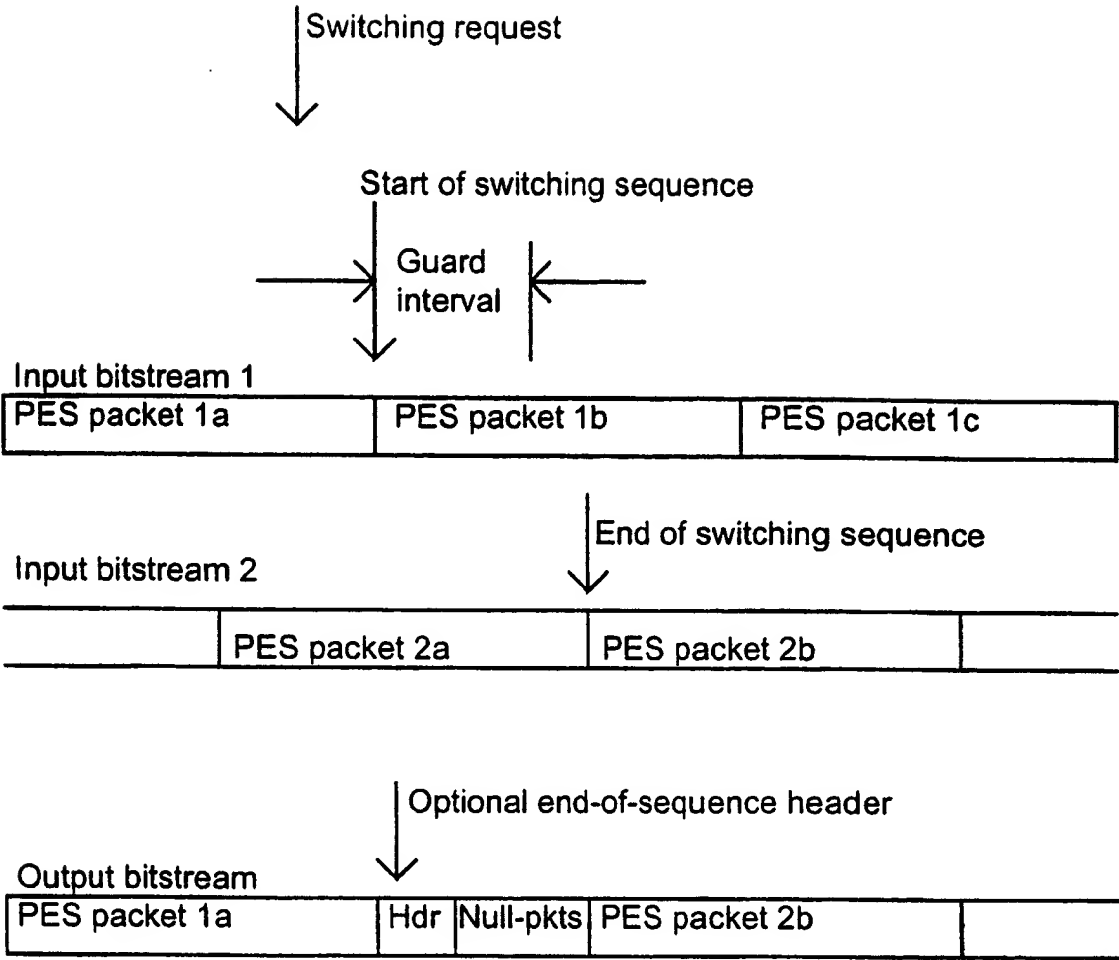 Switching request
Start of switching sequence
Guard
interval
Input bitstream 1
PES packet 1a
PES packet 1b
PES packet 1c
End of switching sequence
Input bitstream 2
PES packet 2a
PES packet 2b
Optional end-of-sequence header
Output bitstream
PES packet 1a
Hdr
Null-pkts
PES packet 2b